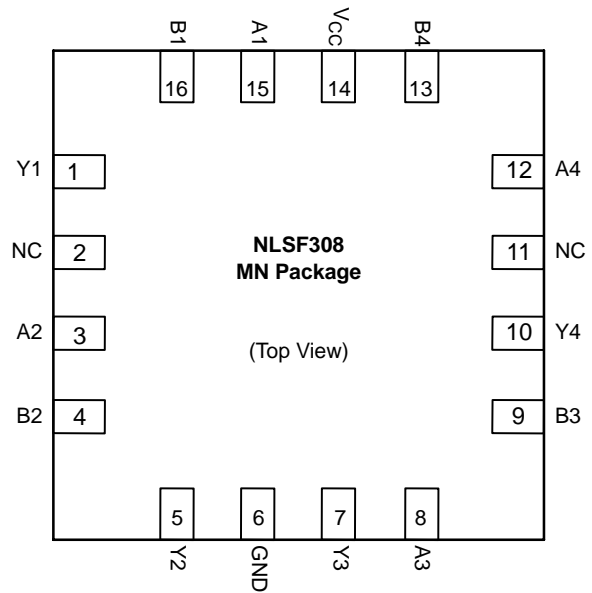 B1 A1 VCC B4
16 15 14 13
Y1 1 12 A4
NC 2 11 NC
NLSF308
MN Package
A2 3 10 Y4
(Top View)
B2 4 9 B3
5 6 7 8
Y2 GND Y3 A3